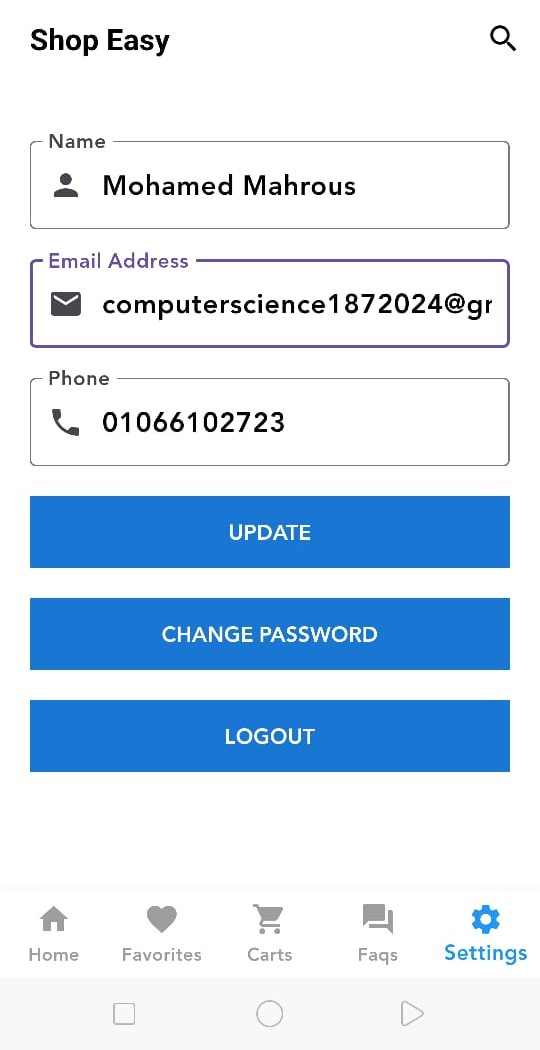 Shop Easy
Name
Mohamed Mahrous
Email Address
computerscience1872024@gr
Phone
01066102723
UPDATE
CHANGE PASSWORD
LOGOUT
Home Favorites Carts Faqs Settings